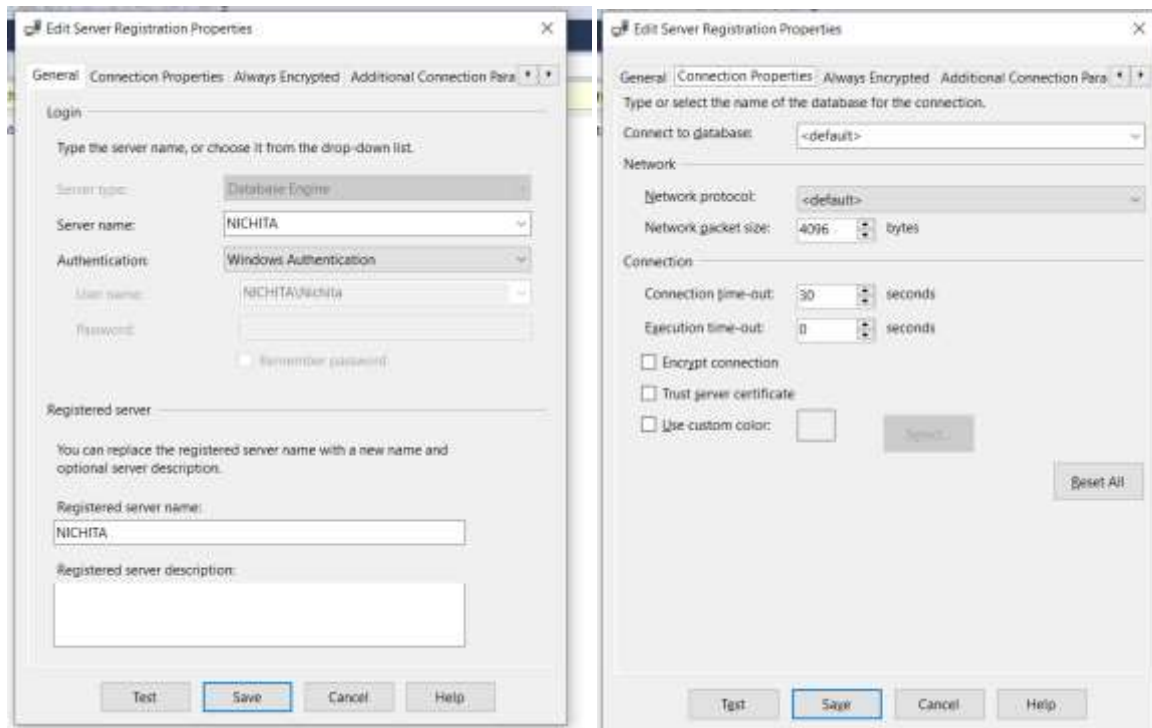 Edit Server Registration Properties
General Connection Properties Always Encrypted Additional Connection Para
Login
Type the server name, or choose it from the drop-down list.
Server type: Database Engine
Server name: NICHITA
Authentication: Windows Authentication
User name: NICHITA\Nichita
Password:
Remember password
Registered server
You can replace the registered server name with a new name and
optional server description.
Registered server name:
NICHITA
Registered server description:
Test Save Cancel Help
Edit Server Registration Properties
General Connection Properties Always Encrypted Additional Connection Para
Type or select the name of the database for the connection.
Connect to database: <default>
Network
Network protocol: <default>
Network packet size: 4096 bytes
Connection
Connection time-out: 30 seconds
Execution time-out: 0 seconds
Encrypt connection
Trust server certificate
Use custom color: Select...
Reset All
Test Save Cancel Help